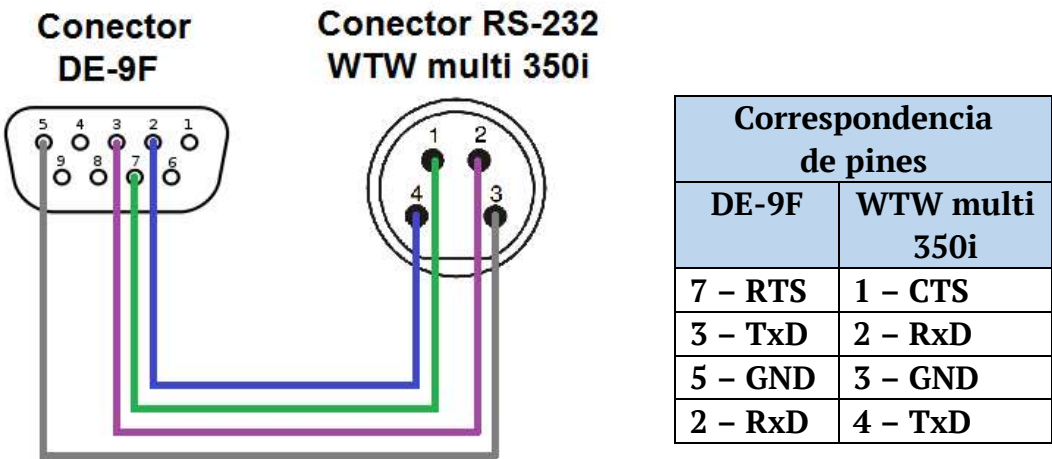 Conector
DE-9F
Conector RS-232
WTW multi 350i
5 4 3 2 1
9 8 7 6
1 2
4 3
Correspondencia
de pines
DE-9F WTW multi
350i
7 – RTS 1 – CTS
3 – TxD 2 – RxD
5 – GND 3 – GND
2 – RxD 4 – TxD